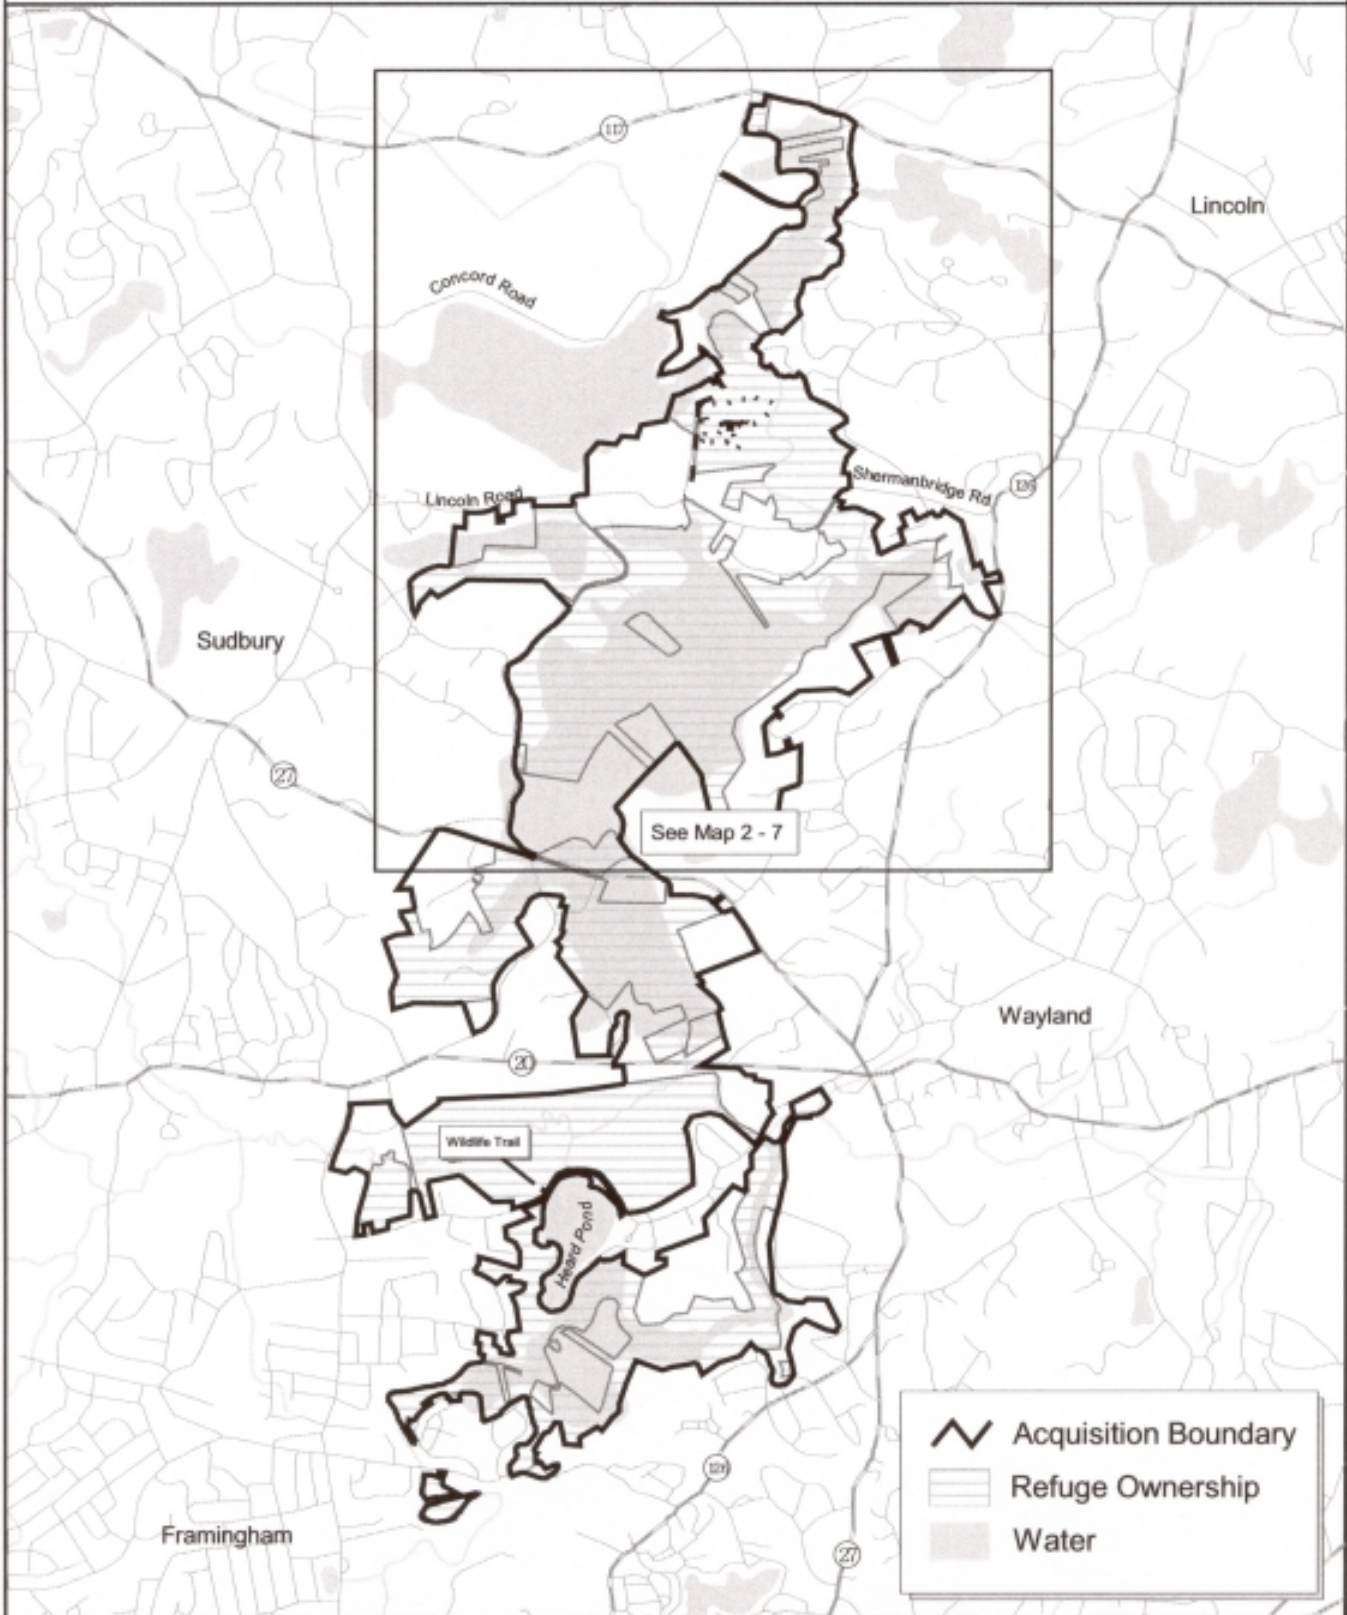 117
Lincoln
Concord Road
Lincoln Road
Shermanbridge Rd
126
Sudbury
27
See Map 2 - 7
Wayland
20
Wildlife Trail
Heard Pond
Acquisition Boundary
Refuge Ownership
Water
126
Framingham
27